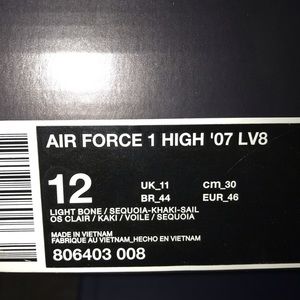 AIR FORCE 1 HIGH '07 LV8
12 UK_11 cm_30
BR_44 EUR_46
LIGHT BONE / SEQUOIA-KHAKI-SAIL
OS CLAIR / KAKI / VOILE / SEQUOIA
MADE IN VIETNAM
FABRIQUE AU VIETNAM_HECHO EN VIETNAM
806403 008